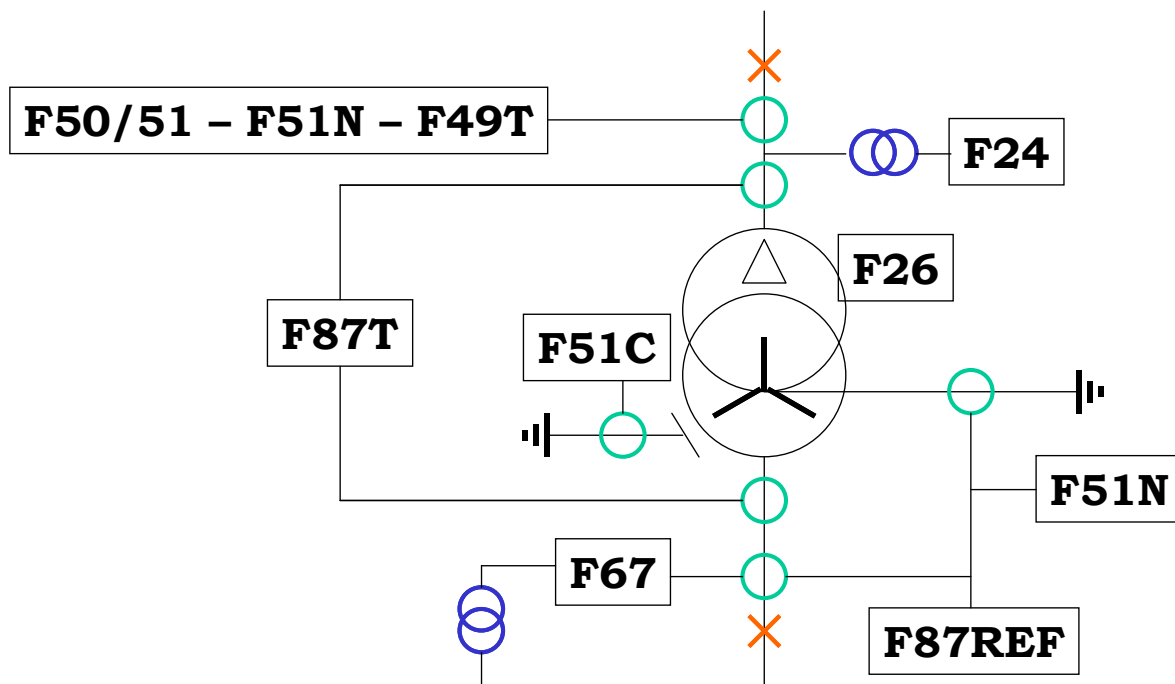 F50/51 – F51N – F49T
F24
F26
F87T
F51C
F51N
F67
F87REF